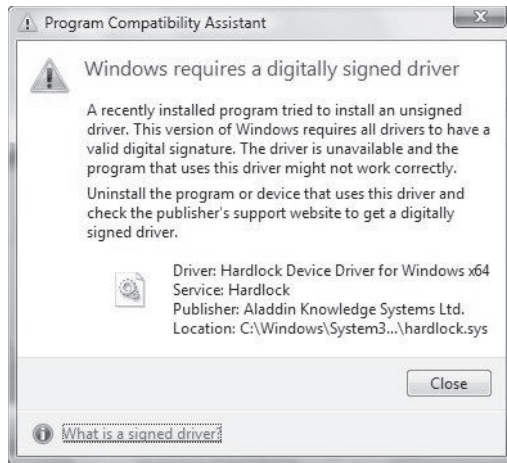 Program Compatibility Assistant
Windows requires a digitally signed driver
A recently installed program tried to install an unsigned
driver. This version of Windows requires all drivers to have a
valid digital signature. The driver is unavailable and the
program that uses this driver might not work correctly.
Uninstall the program or device that uses this driver and
check the publisher's support website to get a digitally
signed driver.
Driver: Hardlock Device Driver for Windows x64
Service: Hardlock
Publisher: Aladdin Knowledge Systems Ltd.
Location: C:\Windows\System3...\hardlock.sys
Close
What is a signed driver?